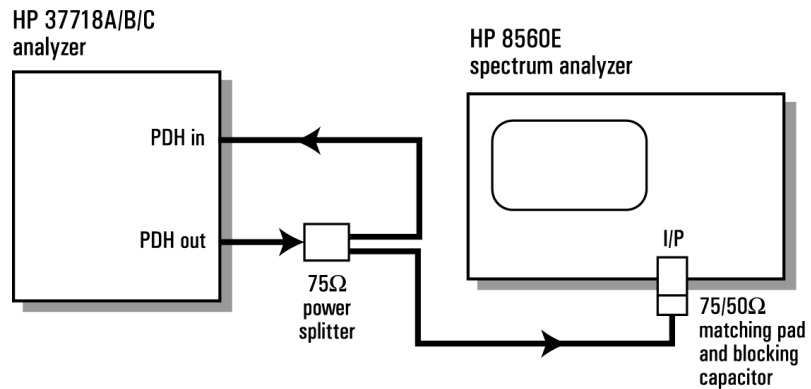 HP 37718A/B/C
analyzer
HP 8560E
spectrum analyzer
PDH in
PDH out
I/P
75Ω
power
splitter
75/50Ω
matching pad
and blocking
capacitor